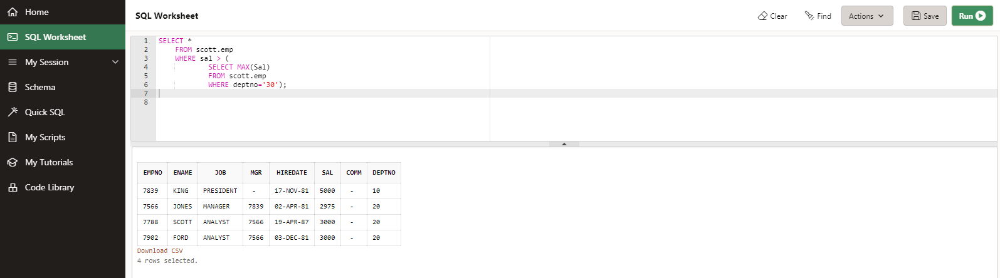 Home
SQL Worksheet
My Session
Schema
Quick SQL
My Scripts
My Tutorials
Code Library
SQL Worksheet
Clear
Find
Actions
Save
Run
1 SELECT *
2 FROM scott.emp
3 WHERE sal > (
4 SELECT MAX(Sal)
5 FROM scott.emp
6 WHERE deptno='30');
7
8
EMPNO ENAME JOB MGR HIREDATE SAL COMM DEPTNO
7839 KING PRESIDENT - 17-NOV-81 5000 - 10
7566 JONES MANAGER 7839 02-APR-81 2975 - 20
7788 SCOTT ANALYST 7566 19-APR-87 3000 - 20
7902 FORD ANALYST 7566 03-DEC-81 3000 - 20
Download CSV
4 rows selected.